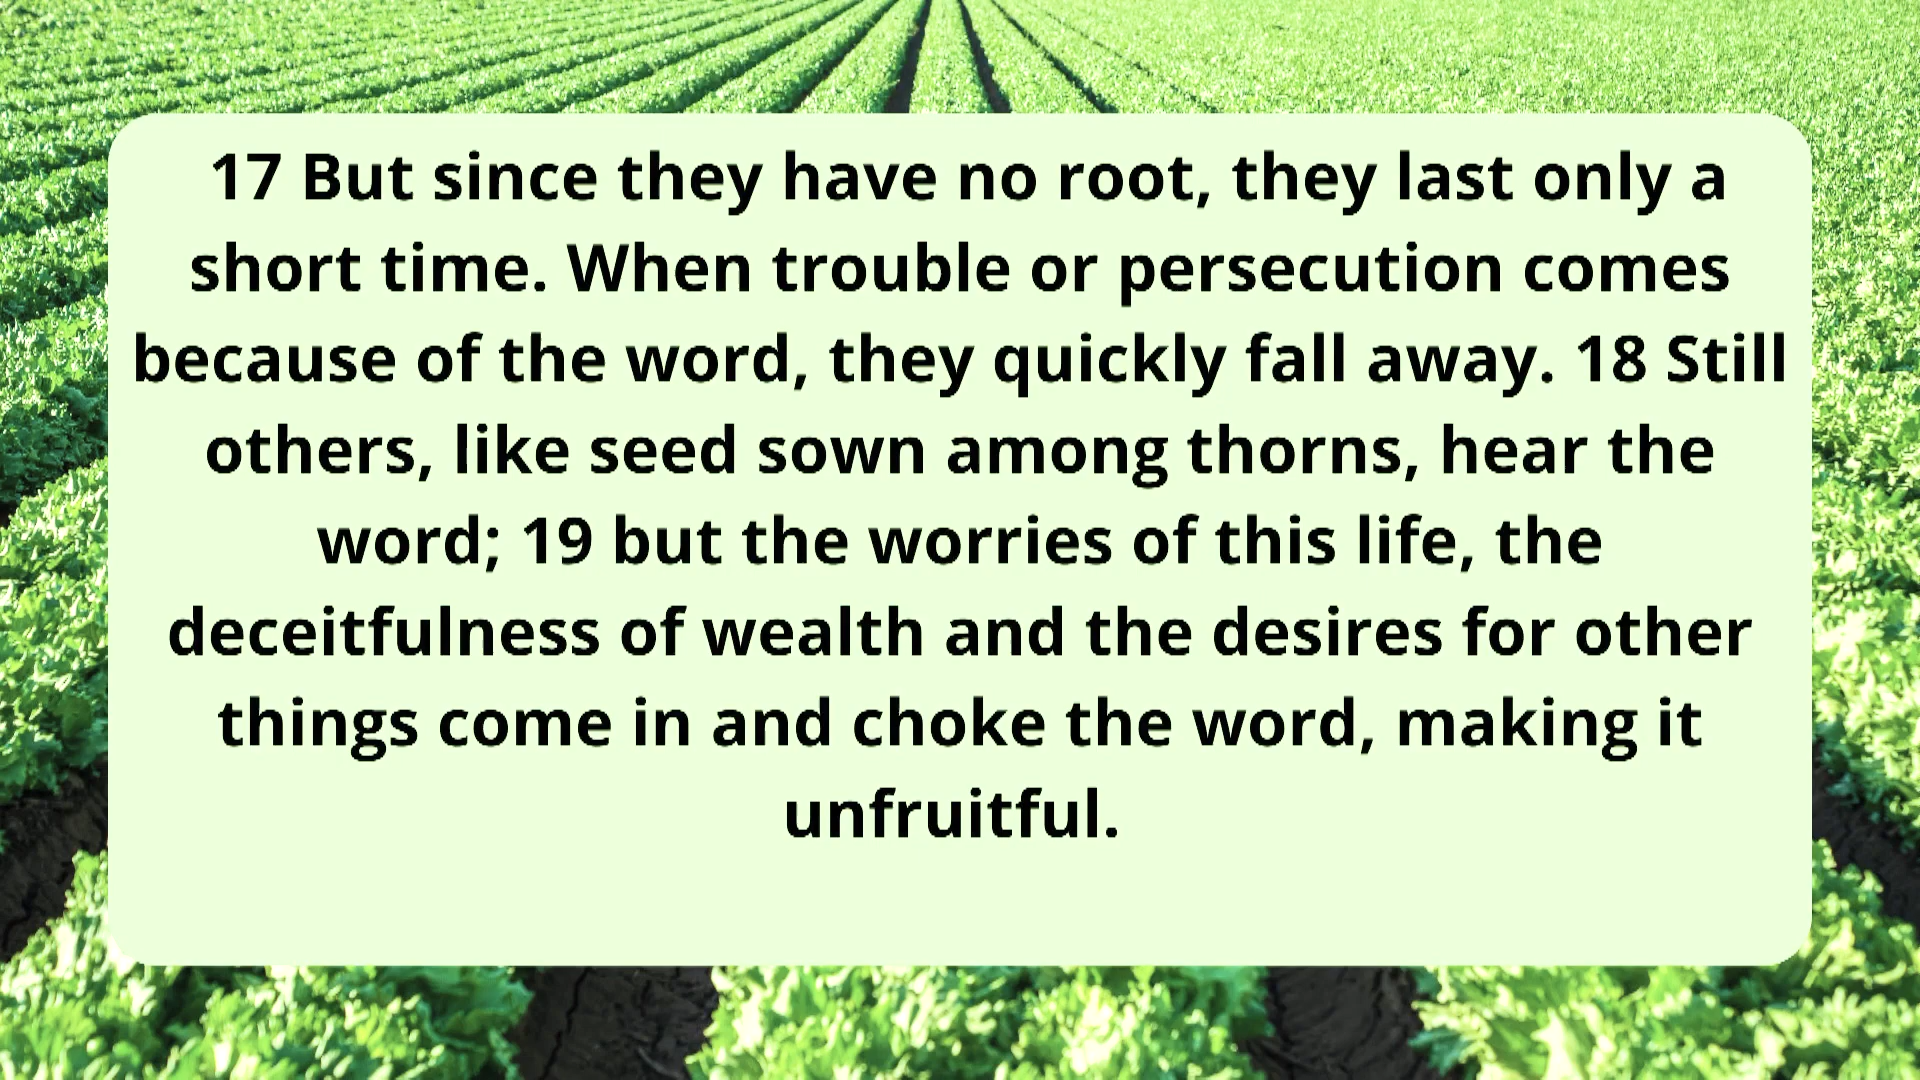 17 But since they have no root, they last only a
short time. When trouble or persecution comes
because of the word, they quickly fall away. 18 Still
others, like seed sown among thorns, hear the
word; 19 but the worries of this life, the
deceitfulness of wealth and the desires for other
things come in and choke the word, making it
unfruitful.